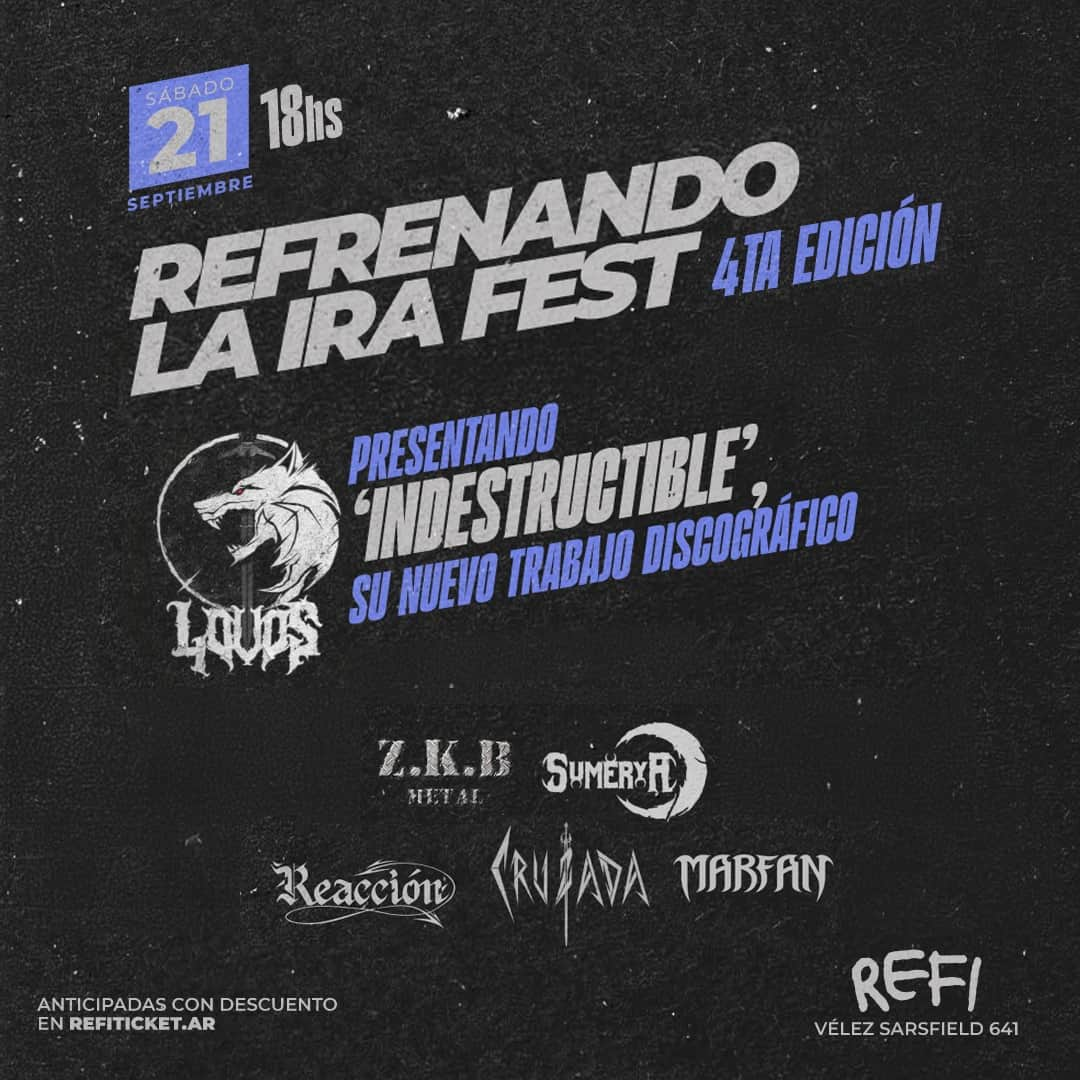 SÁBADO
21
SEPTIEMBRE
18hs
REFRENANDO
LA IRA FEST
4TA EDICIÓN
PRESENTANDO
‘INDESTRUCTIBLE’,
SU NUEVO TRABAJO DISCOGRÁFICO
LOVOS
Z.K.B
METAL
SUMERYA
Reacción
CRUZADA
MARFAN
REFI
VÉLEZ SARSFIELD 641
ANTICIPADAS CON DESCUENTO
EN REFITICKET.AR